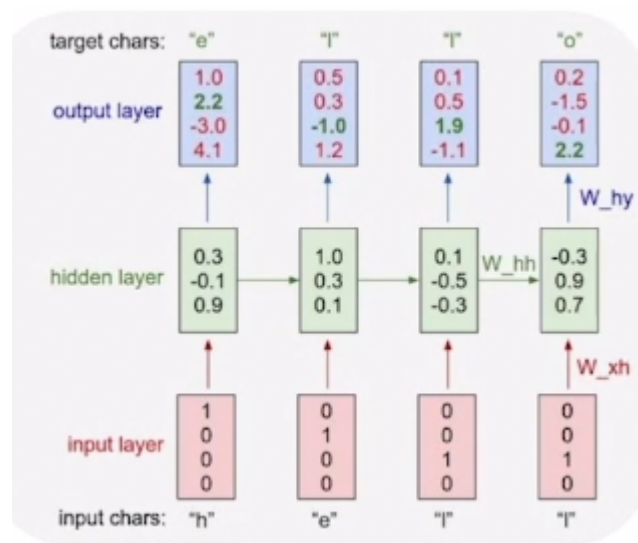 target chars: "e" "l" "l" "o"
1.0 0.5 0.1 0.2
output layer 2.2 0.3 0.5 -1.5
-3.0 -1.0 1.9 -0.1
4.1 1.2 -1.1 2.2
W_hy
0.3 1.0 0.1 W_hh -0.3
hidden layer -0.1 0.3 -0.5 0.9
0.9 0.1 -0.3 0.7
W_xh
1 0 0 0
input layer 0 1 0 0
0 0 1 1
0 0 0 0
input chars: "h" "e" "l" "l"